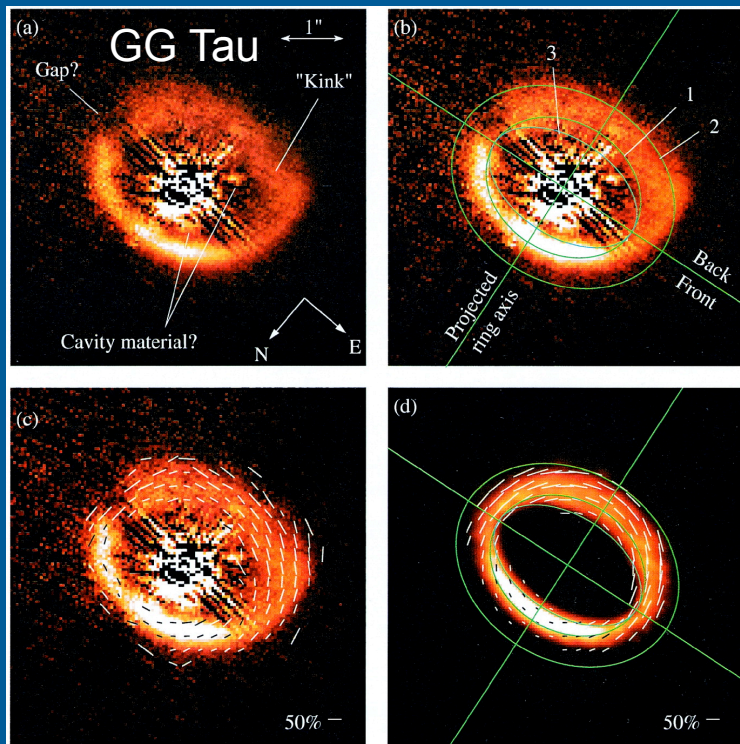 (a)
GG Tau
1"
Gap?
"Kink"
Cavity material?
N
E
(b)
3
1
2
Back
Front
Projected
ring axis
(c)
50%
(d)
50%